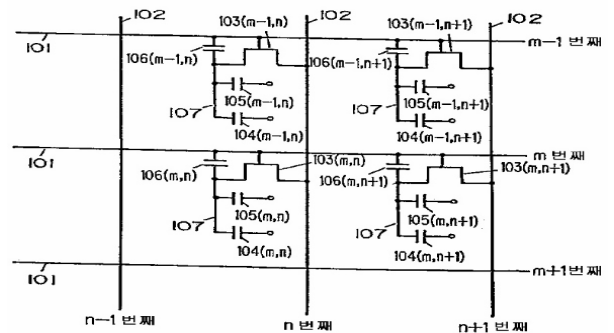 102 102 102
103(m-1,n) 103(m-1,n+1)
101 m-1 번째
106(m-1,n) 106(m-1,n+1)
105(m-1,n) 105(m-1,n+1)
107 107
104(m-1,n) 104(m-1,n+1)
101 m 번째
103(m,n) 103(m,n+1)
106(m,n) 106(m,n+1)
105(m,n) 105(m,n+1)
107 107
104(m,n) 104(m,n+1)
101 m+1번째
n-1 번째 n 번째 n+1 번째